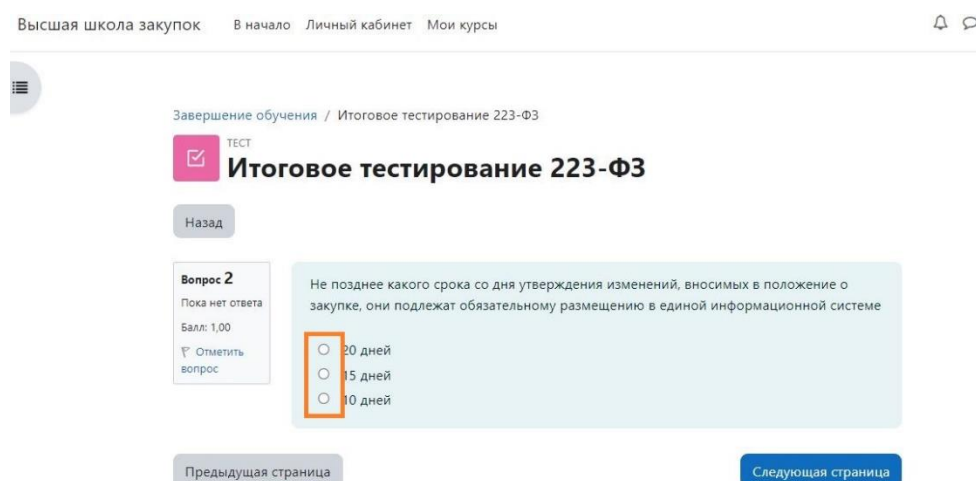 Высшая школа закупок В начало Личный кабинет Мои курсы
Завершение обучения / Итоговое тестирование 223-ФЗ
ТЕСТ
Итоговое тестирование 223-ФЗ
Назад
Вопрос 2
Пока нет ответа
Балл: 1,00
Отметить
вопрос
Не позднее какого срока со дня утверждения изменений, вносимых в положение о
закупке, они подлежат обязательному размещению в единой информационной системе
20 дней
15 дней
10 дней
Предыдущая страница
Следующая страница